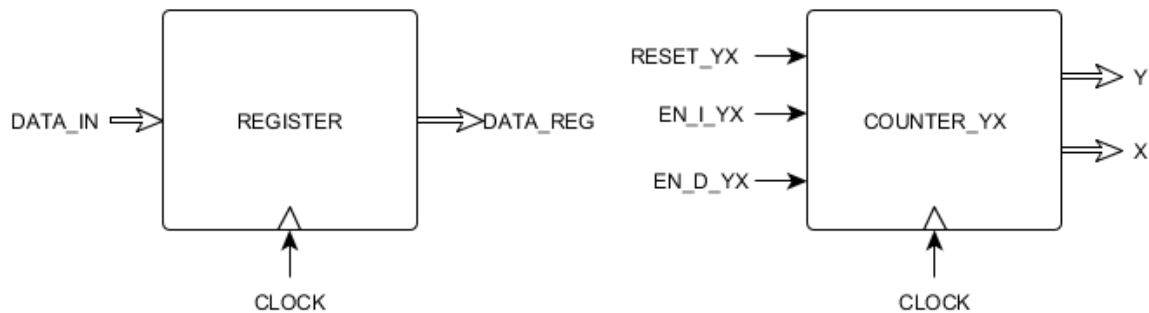 DATA_IN
REGISTER
DATA_REG
CLOCK
RESET_YX
EN_I_YX
EN_D_YX
COUNTER_YX
Y
X
CLOCK